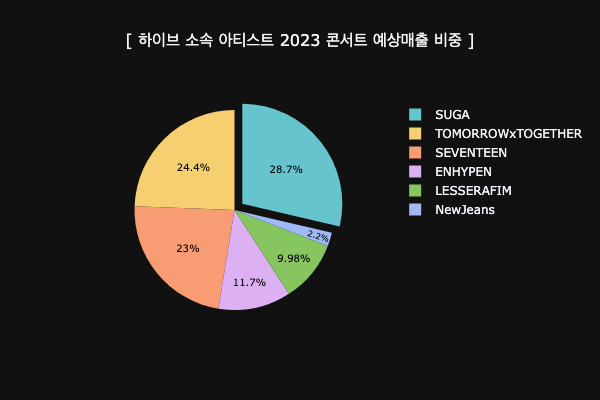 [ 하이브 소속 아티스트 2023 콘서트 예상매출 비중 ]
SUGA
TOMORROWxTOGETHER
SEVENTEEN
ENHYPEN
LESSERAFIM
NewJeans
24.4%
28.7%
23%
2.2%
9.98%
11.7%